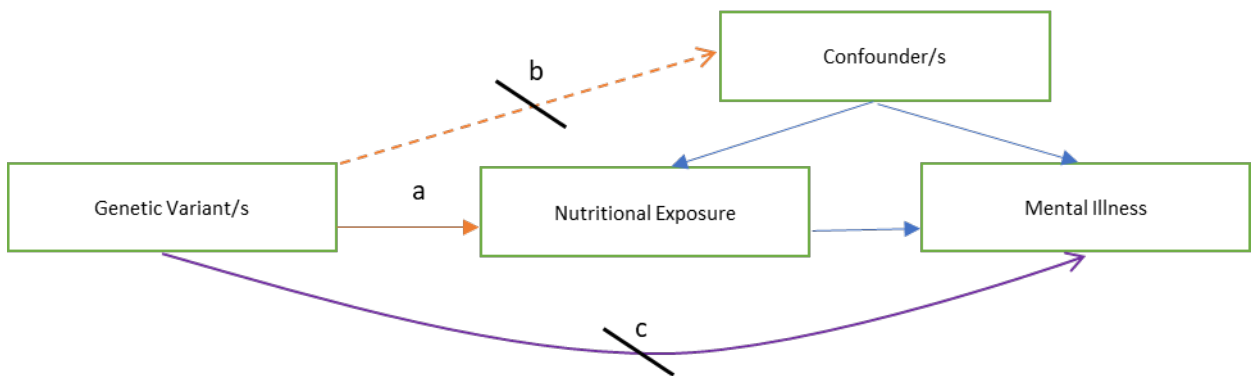 Confounder/s
b
a
Genetic Variant/s
Nutritional Exposure
Mental Illness
c